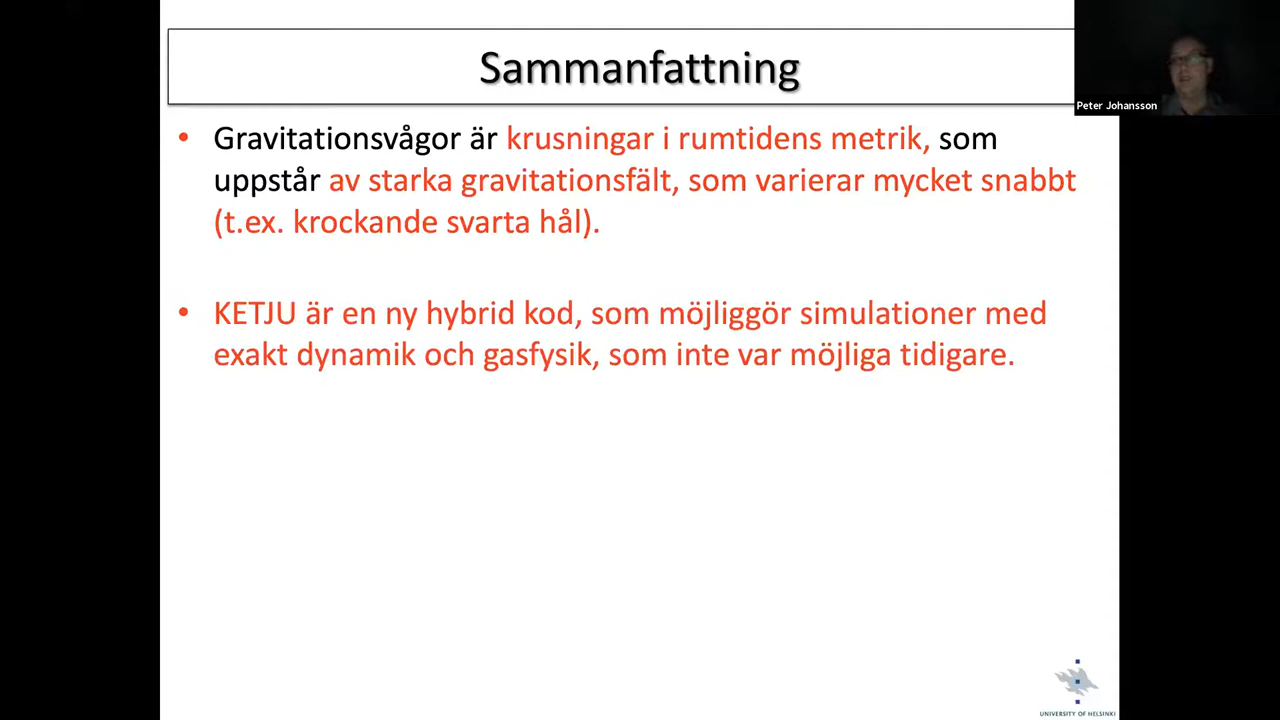 Sammanfattning
Peter Johansson
• Gravitationsvågor är krusningar i rumtidens metrik, som
uppstår av starka gravitationsfält, som varierar mycket snabbt
(t.ex. krockande svarta hål).
• KETJU är en ny hybrid kod, som möjliggör simulationer med
exakt dynamik och gasfysik, som inte var möjliga tidigare.
UNIVERSITY OF HELSINKI